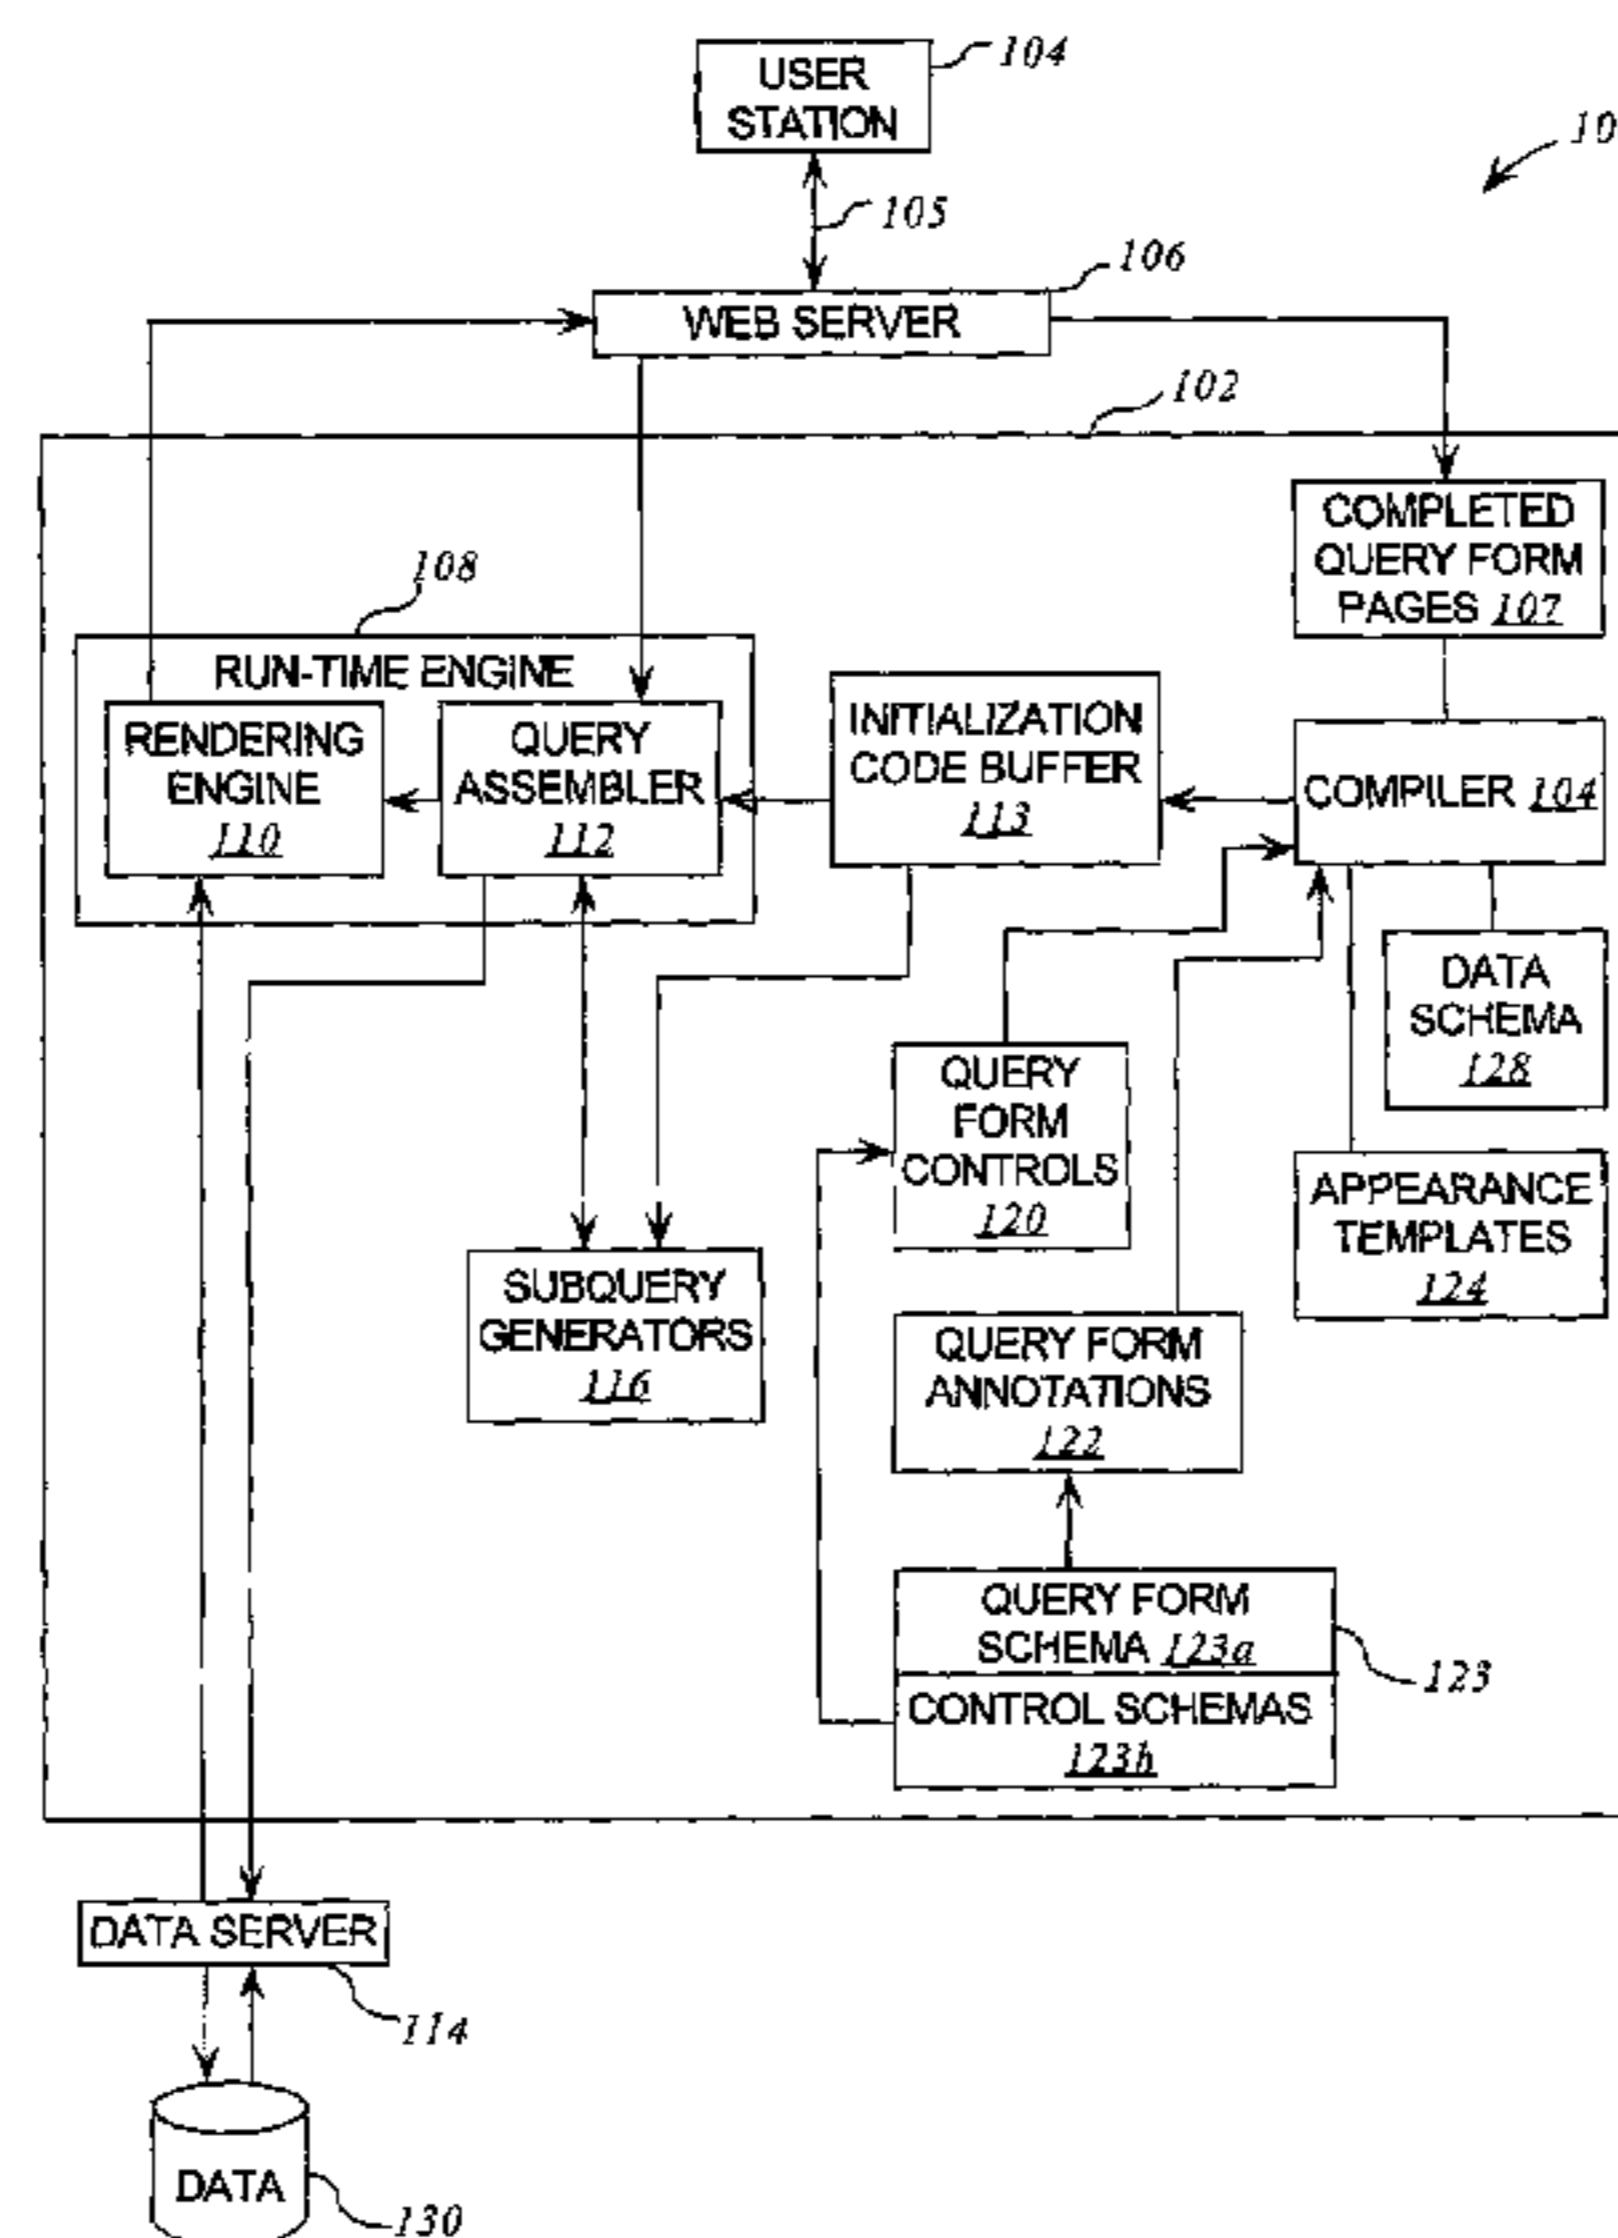 USER
STATION
104
10
105
106
WEB SERVER
102
COMPLETED
QUERY FORM
PAGES 107
108
RUN-TIME ENGINE
RENDERING
ENGINE
110
QUERY
ASSEMBLER
112
INITIALIZATION
CODE BUFFER
113
COMPILER 104
DATA
SCHEMA
128
QUERY
FORM
CONTROLS
120
APPEARANCE
TEMPLATES
124
SUBQUERY
GENERATORS
116
QUERY FORM
ANNOTATIONS
122
QUERY FORM
SCHEMA 123a
123
CONTROL SCHEMAS
123b
DATA SERVER
114
DATA
130